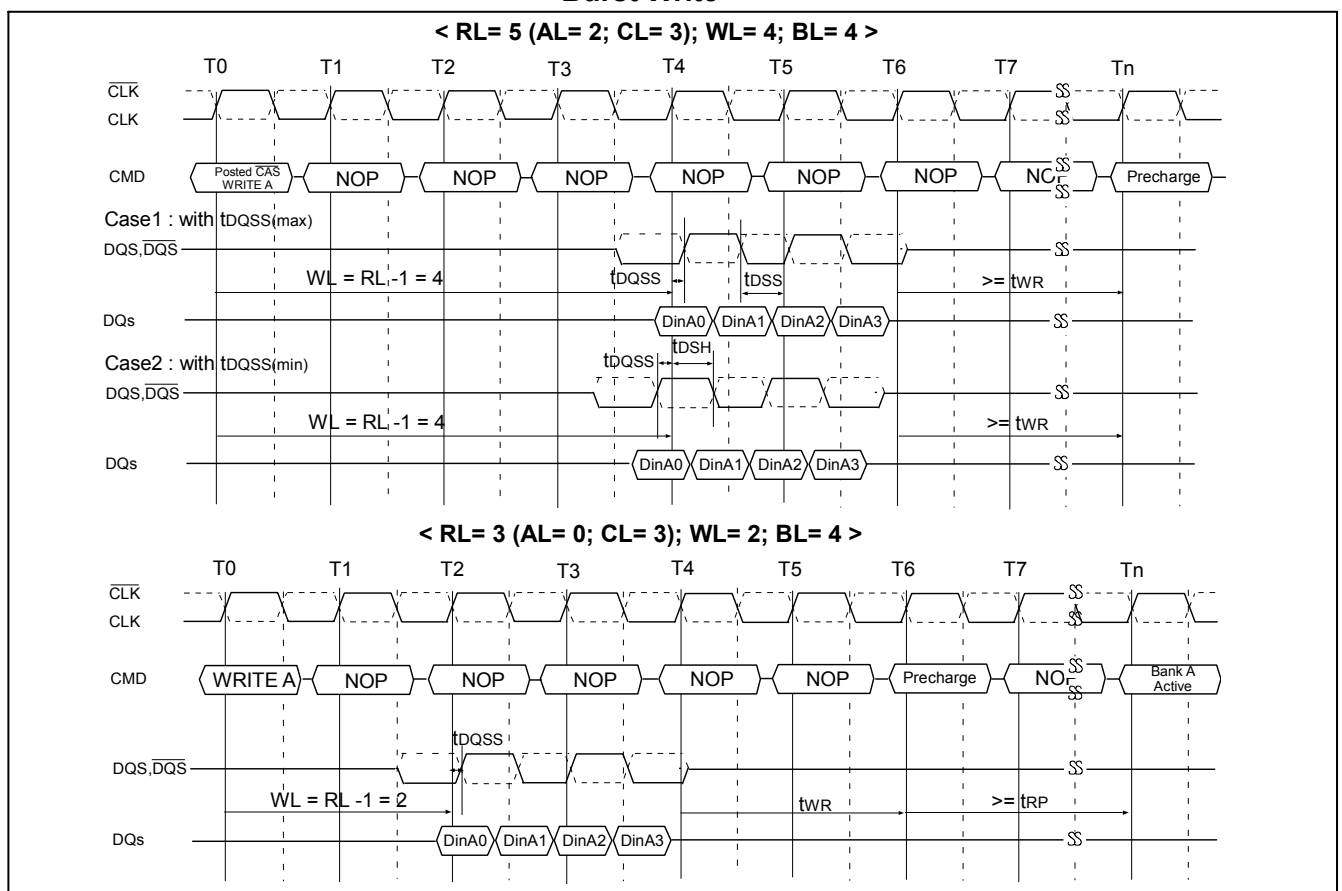 Burst Write
< RL= 5 (AL= 2; CL= 3); WL= 4; BL= 4 >
T0 T1 T2 T3 T4 T5 T6 T7 Tn
CLK
CLK
CMD Posted CAS WRITE A NOP NOP NOP NOP NOP NOP NOP Precharge
Case1 : with tDQSS(max)
DQS,DQS
WL = RL -1 = 4 tDQSS tDSS >= tWR
DQs DinA0 DinA1 DinA2 DinA3
Case2 : with tDQSS(min) tDQSS tDSH
DQS,DQS
WL = RL -1 = 4 >= tWR
DQs DinA0 DinA1 DinA2 DinA3
< RL= 3 (AL= 0; CL= 3); WL= 2; BL= 4 >
T0 T1 T2 T3 T4 T5 T6 T7 Tn
CLK
CLK
CMD WRITE A NOP NOP NOP NOP NOP Precharge NOP Bank A Active
tDQSS
DQS,DQS
WL = RL -1 = 2 tWR >= tRP
DQs DinA0 DinA1 DinA2 DinA3